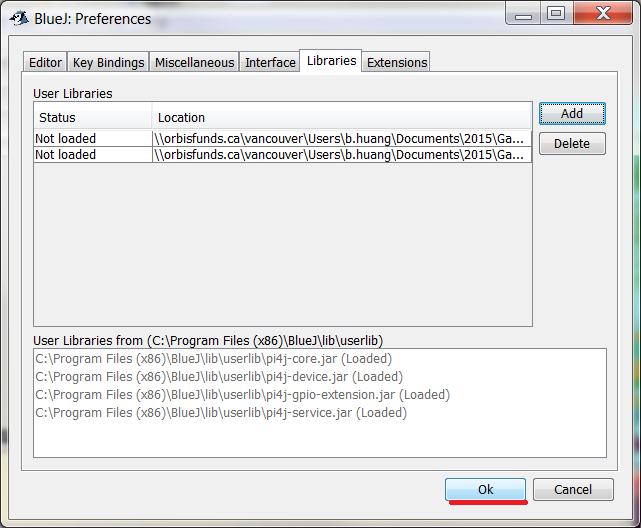 BlueJ: Preferences
Editor Key Bindings Miscellaneous Interface Libraries Extensions
User Libraries
Status Location
Add
Not loaded \\orbisfunds.ca\vancouver\Users\b.huang\Documents\2015\Ga...
Not loaded \\orbisfunds.ca\vancouver\Users\b.huang\Documents\2015\Ga...
Delete
User Libraries from (C:\Program Files (x86)\BlueJ\lib\userlib)
C:\Program Files (x86)\BlueJ\lib\userlib\pi4j-core.jar (Loaded)
C:\Program Files (x86)\BlueJ\lib\userlib\pi4j-device.jar (Loaded)
C:\Program Files (x86)\BlueJ\lib\userlib\pi4j-gpio-extension.jar (Loaded)
C:\Program Files (x86)\BlueJ\lib\userlib\pi4j-service.jar (Loaded)
Ok Cancel